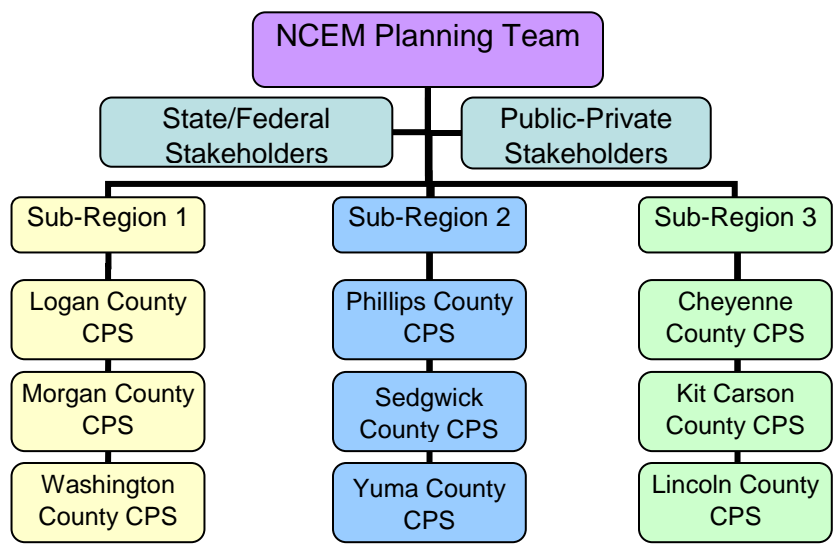 NCEM Planning Team
State/Federal
Stakeholders
Public-Private
Stakeholders
Sub-Region 1
Sub-Region 2
Sub-Region 3
Logan County
CPS
Phillips County
CPS
Cheyenne
County CPS
Morgan County
CPS
Sedgwick
County CPS
Kit Carson
County CPS
Washington
County CPS
Yuma County
CPS
Lincoln County
CPS